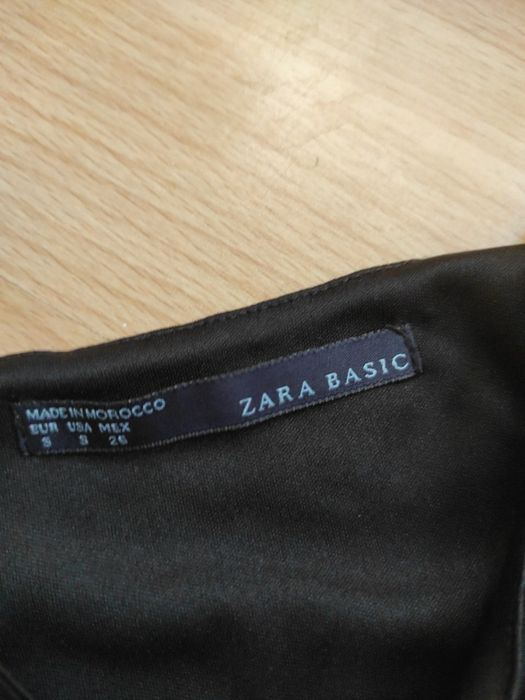 MADE IN MOROCCO
EUR USA MEX
S S 26
ZARA BASIC